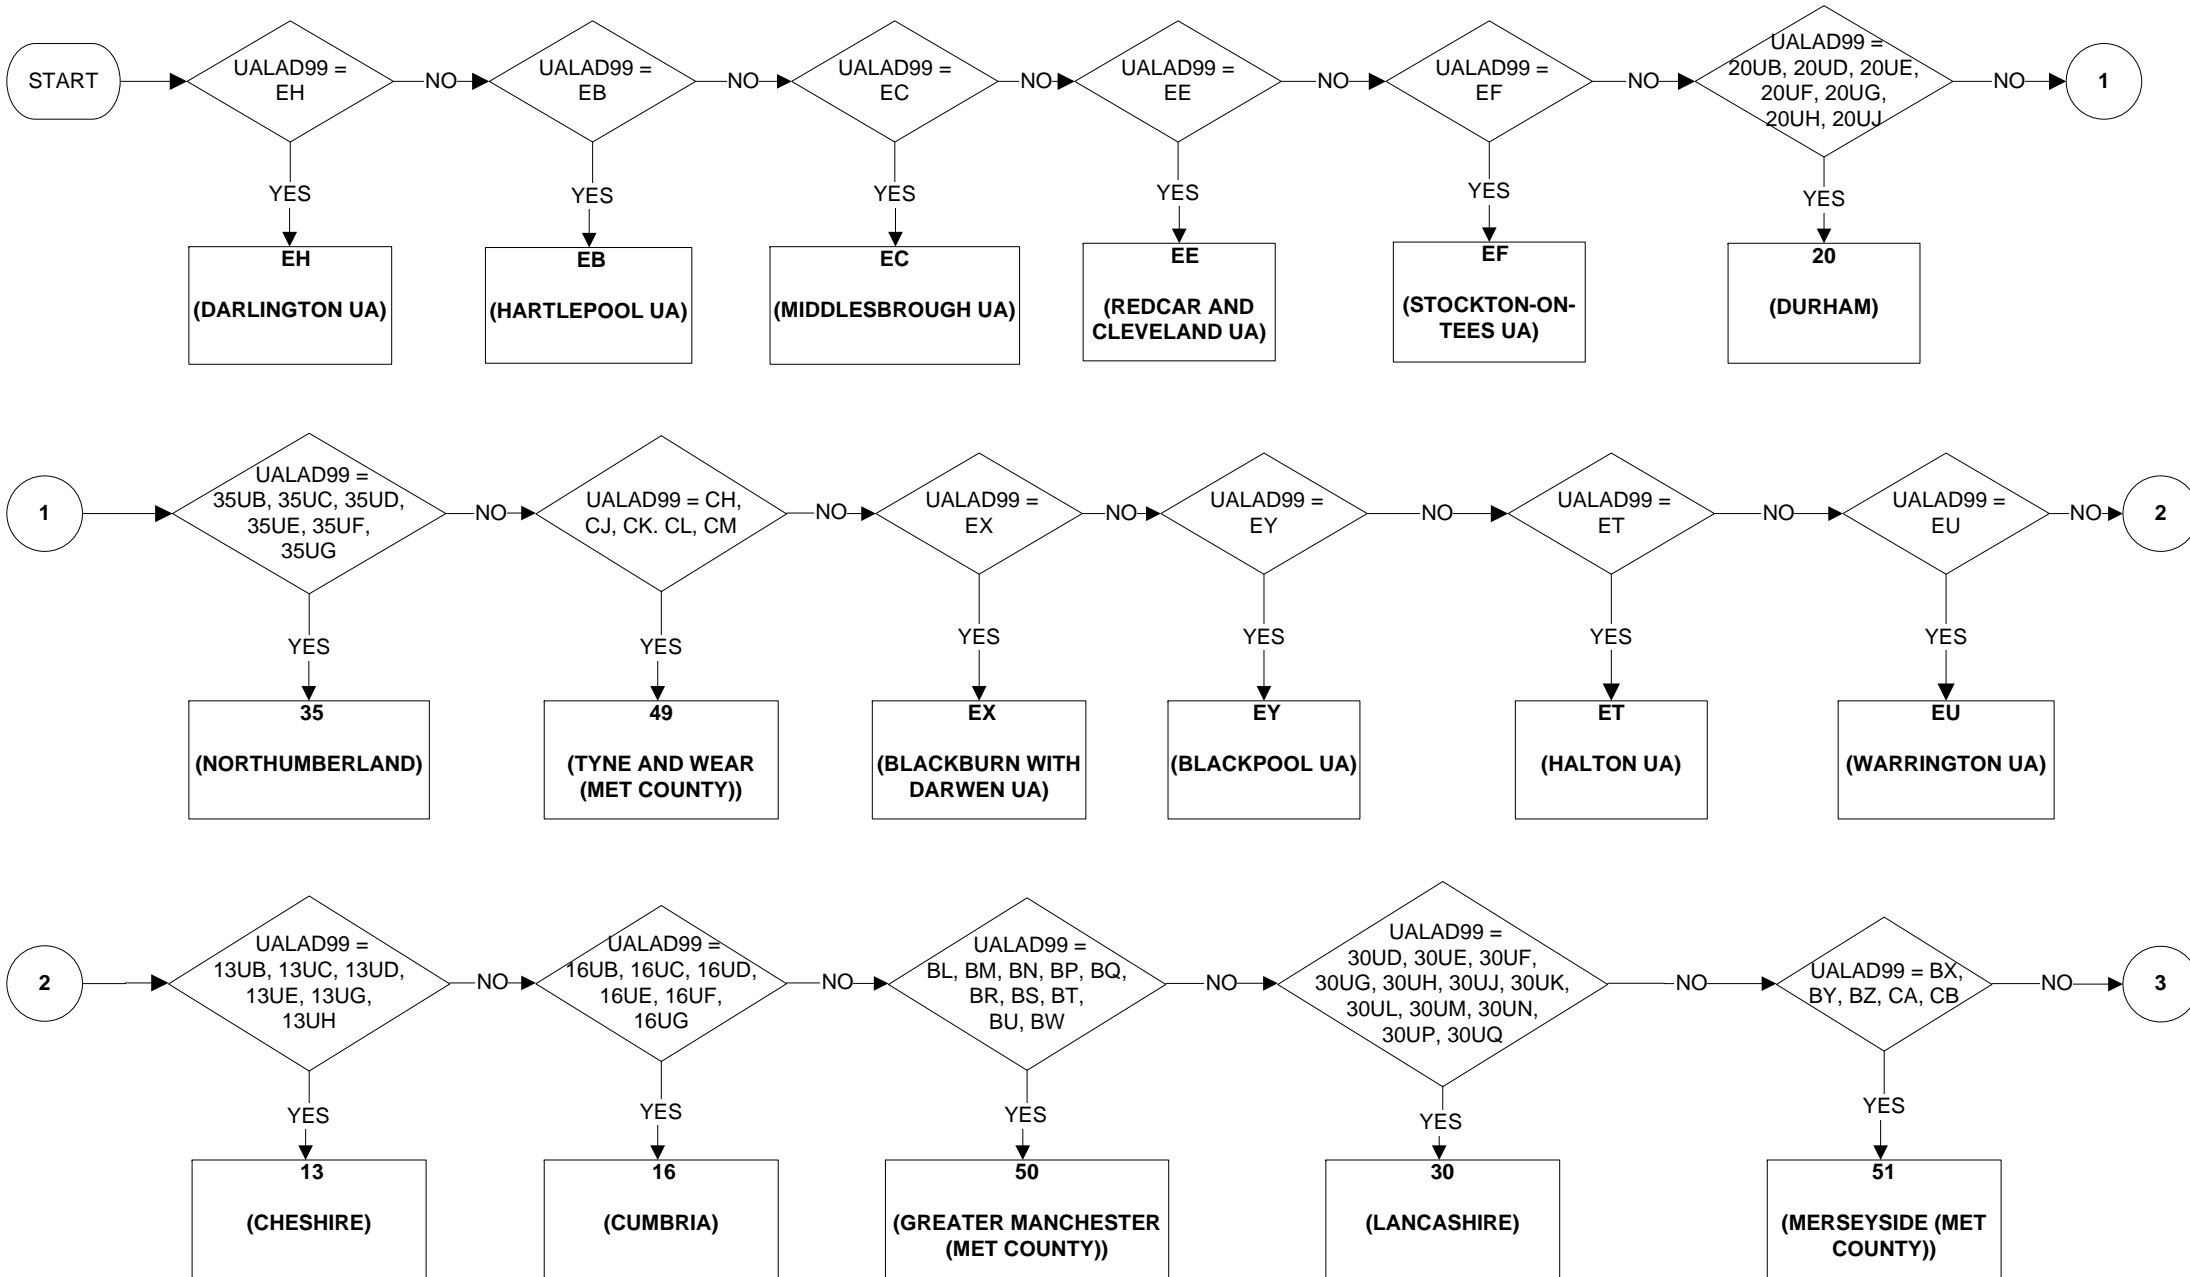 START
UALAD99 =
EH
NO
UALAD99 =
EB
NO
UALAD99 =
EC
NO
UALAD99 =
EE
NO
UALAD99 =
EF
NO
UALAD99 =
20UB, 20UD, 20UE,
20UF, 20UG,
20UH, 20UJ
NO
1
YES
YES
YES
YES
YES
YES
EH
(DARLINGTON UA)
EB
(HARTLEPOOL UA)
EC
(MIDDLESBROUGH UA)
EE
(REDCAR AND
CLEVELAND UA)
EF
(STOCKTON-ON-
TEES UA)
20
(DURHAM)
1
UALAD99 =
35UB, 35UC, 35UD,
35UE, 35UF,
35UG
NO
UALAD99 = CH,
CJ, CK. CL, CM
NO
UALAD99 =
EX
NO
UALAD99 =
EY
NO
UALAD99 =
ET
NO
UALAD99 =
EU
NO
2
YES
YES
YES
YES
YES
YES
35
(NORTHUMBERLAND)
49
(TYNE AND WEAR
(MET COUNTY))
EX
(BLACKBURN WITH
DARWEN UA)
EY
(BLACKPOOL UA)
ET
(HALTON UA)
EU
(WARRINGTON UA)
2
UALAD99 =
13UB, 13UC, 13UD,
13UE, 13UG,
13UH
NO
UALAD99 =
16UB, 16UC, 16UD,
16UE, 16UF,
16UG
NO
UALAD99 =
BL, BM, BN, BP, BQ,
BR, BS, BT,
BU, BW
NO
UALAD99 =
30UD, 30UE, 30UF,
30UG, 30UH, 30UJ, 30UK,
30UL, 30UM, 30UN,
30UP, 30UQ
NO
UALAD99 = BX,
BY, BZ, CA, CB
NO
3
YES
YES
YES
YES
YES
13
(CHESHIRE)
16
(CUMBRIA)
50
(GREATER MANCHESTER
(MET COUNTY))
30
(LANCASHIRE)
51
(MERSEYSIDE (MET
COUNTY))